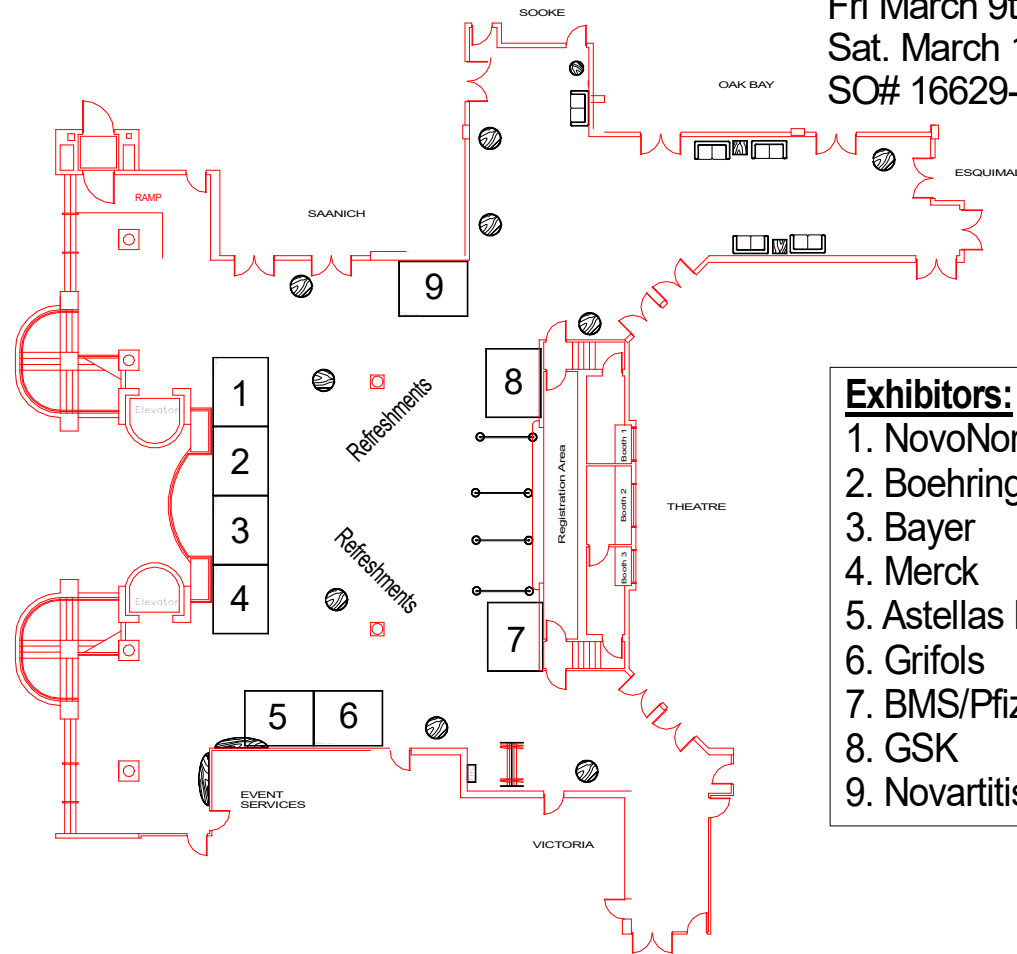 SOOKE
Fri March 9t
Sat. March 1
SO# 16629-
OAK BAY
ESQUIMAL
RAMP
SAANICH
9
1
2
3
4
8
Refreshments
Refreshments
Elevator
Elevator
Registration Area
Booth 1
Booth 2
Booth 3
THEATRE
7
5
6
EVENT
SERVICES
VICTORIA
Exhibitors:
1. NovoNor
2. Boehring
3. Bayer
4. Merck
5. Astellas
6. Grifols
7. BMS/Pfiz
8. GSK
9. Novartitis